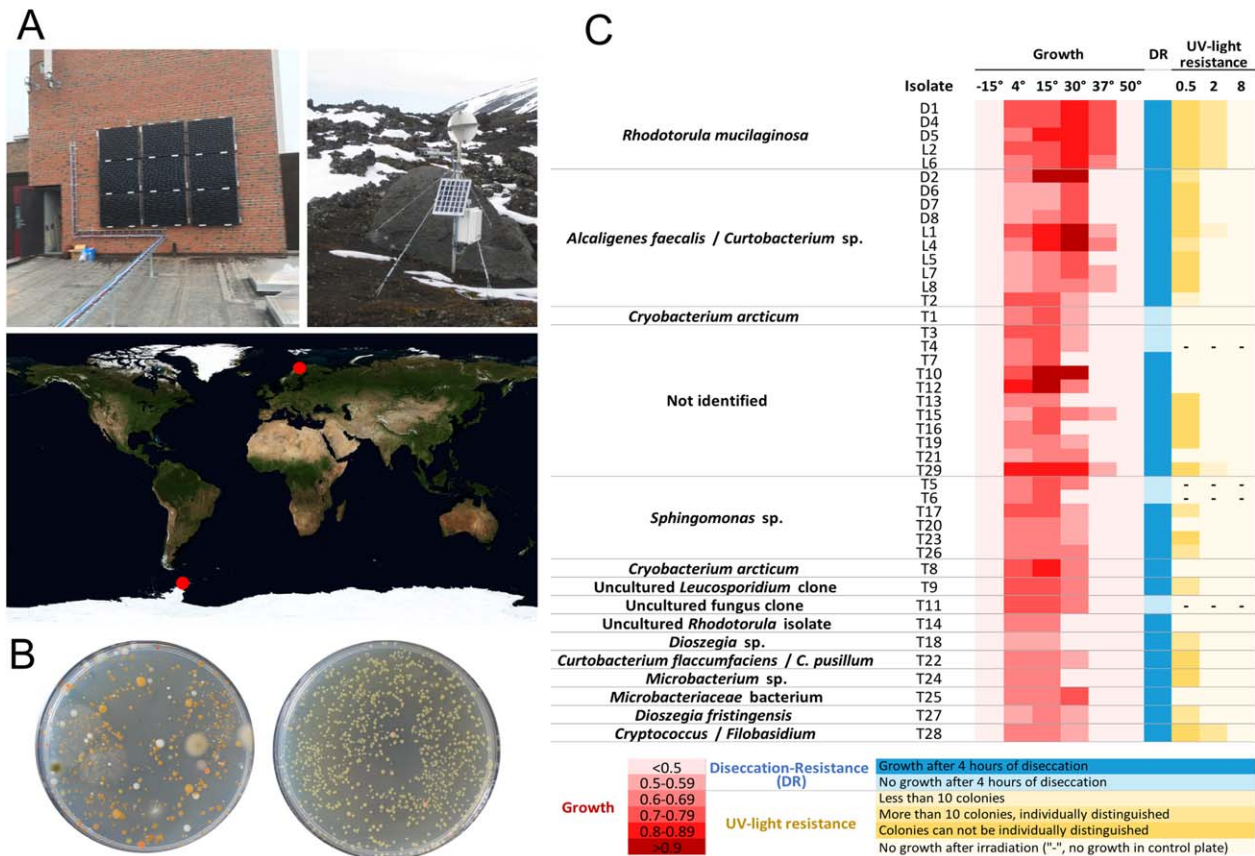 A
B
C
Growth DR UV-light resistance
Isolate -15° 4° 15° 30° 37° 50° 0.5 2 8
Rhodotorula mucilaginosa
D1
D4
D5
L2
L6
Alcaligenes faecalis / Curtobacterium sp.
D2
D6
D7
D8
L1
L4
L5
L7
L8
T2
Cryobacterium arcticum T1
Not identified
T3
T4 - - -
T7
T10
T12
T13
T15
T16
T19
T21
T29
Sphingomonas sp.
T5 - - -
T6 - - -
T17
T20
T23
T26
Cryobacterium arcticum T8
Uncultured Leucosporidium clone T9
Uncultured fungus clone T11 - - -
Uncultured Rhodotorula isolate T14
Dioszegia sp. T18
Curtobacterium flaccumfaciens / C. pusillum T22
Microbacterium sp. T24
Microbacteriaceae bacterium T25
Dioszegia fristingensis T27
Cryptococcus / Filobasidium T28
Growth
<0.5
0.5-0.59
0.6-0.69
0.7-0.79
0.8-0.89
>0.9
Diseccation-Resistance
(DR)
Growth after 4 hours of diseccation
No growth after 4 hours of diseccation
UV-light resistance
Less than 10 colonies
More than 10 colonies, individually distinguished
Colonies can not be individually distinguished
No growth after irradiation ("-", no growth in control plate)